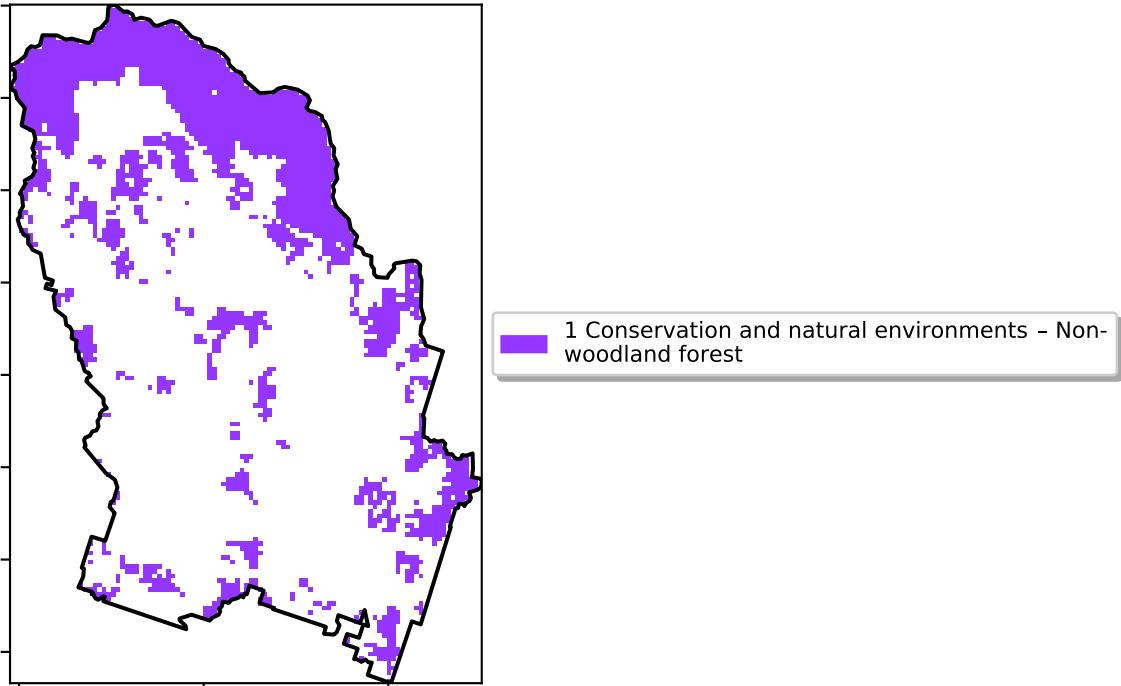 1 Conservation and natural environments – Non-
woodland forest